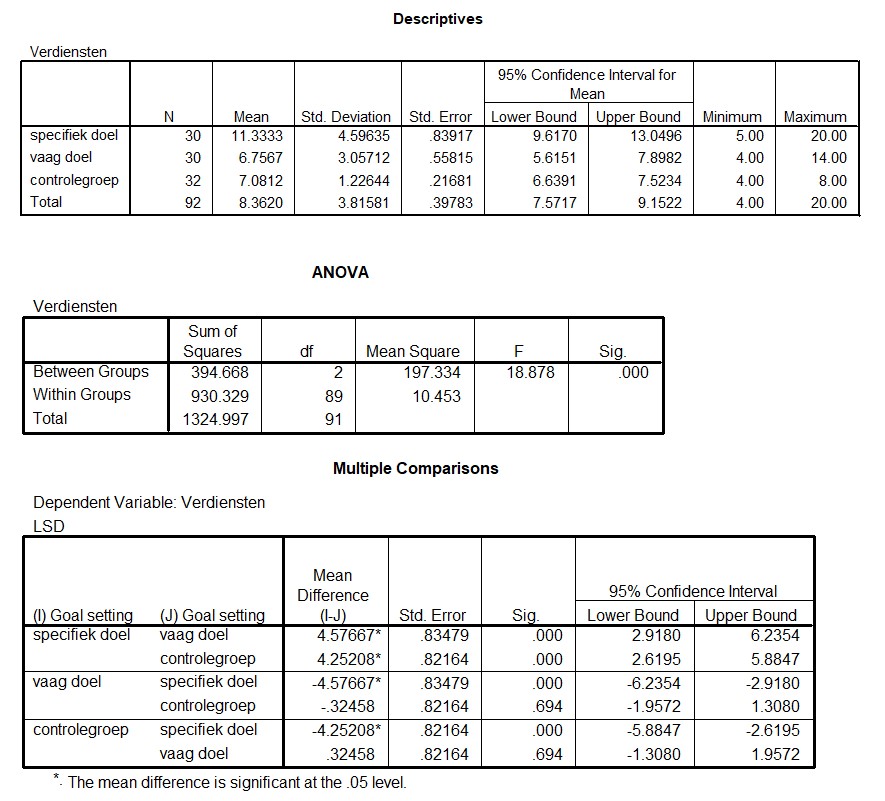 Descriptives
Verdiensten
95% Confidence Interval for
Mean
N Mean Std. Deviation Std. Error Lower Bound Upper Bound Minimum Maximum
specifiek doel 30 11.3333 4.59635 .83917 9.6170 13.0496 5.00 20.00
vaag doel 30 6.7567 3.05712 .55815 5.6151 7.8982 4.00 14.00
controlegroep 32 7.0812 1.22644 .21681 6.6391 7.5234 4.00 8.00
Total 92 8.3620 3.81581 .39783 7.5717 9.1522 4.00 20.00
ANOVA
Verdiensten
Sum of
Squares df Mean Square F Sig.
Between Groups 394.668 2 197.334 18.878 .000
Within Groups 930.329 89 10.453
Total 1324.997 91
Multiple Comparisons
Dependent Variable: Verdiensten
LSD
Mean
Difference 95% Confidence Interval
(I) Goal setting (J) Goal setting (I-J) Std. Error Sig. Lower Bound Upper Bound
specifiek doel vaag doel 4.57667* .83479 .000 2.9180 6.2354
controlegroep 4.25208* .82164 .000 2.6195 5.8847
vaag doel specifiek doel -4.57667* .83479 .000 -6.2354 -2.9180
controlegroep -.32458 .82164 .694 -1.9572 1.3080
controlegroep specifiek doel -4.25208* .82164 .000 -5.8847 -2.6195
vaag doel .32458 .82164 .694 -1.3080 1.9572
*. The mean difference is significant at the .05 level.